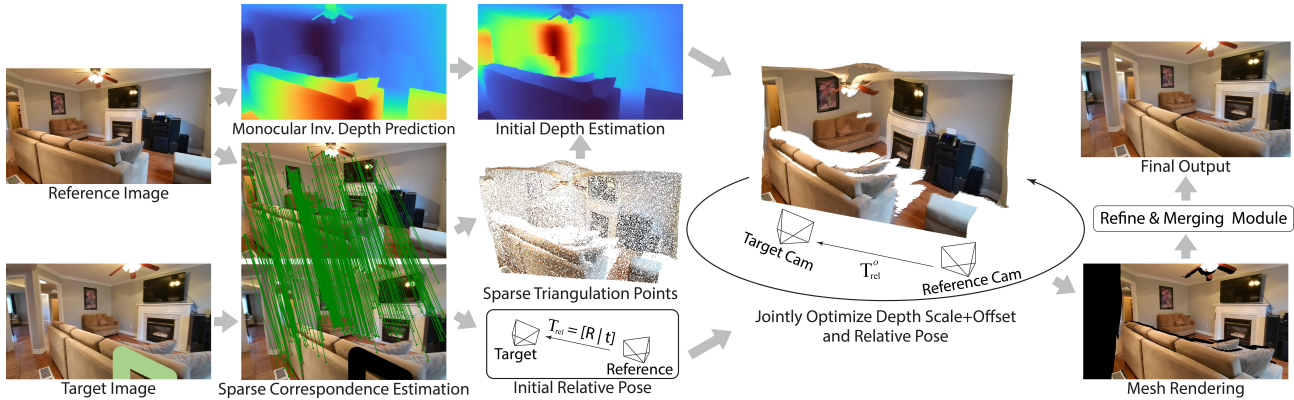 Reference Image
Target Image
Monocular Inv. Depth Prediction
Sparse Correspondence Estimation
Initial Depth Estimation
Sparse Triangulation Points
T_rel = [R | t]
Target
Reference
Initial Relative Pose
Target Cam
T^o_rel
Reference Cam
Jointly Optimize Depth Scale+Offset
and Relative Pose
Final Output
Refine & Merging Module
Mesh Rendering